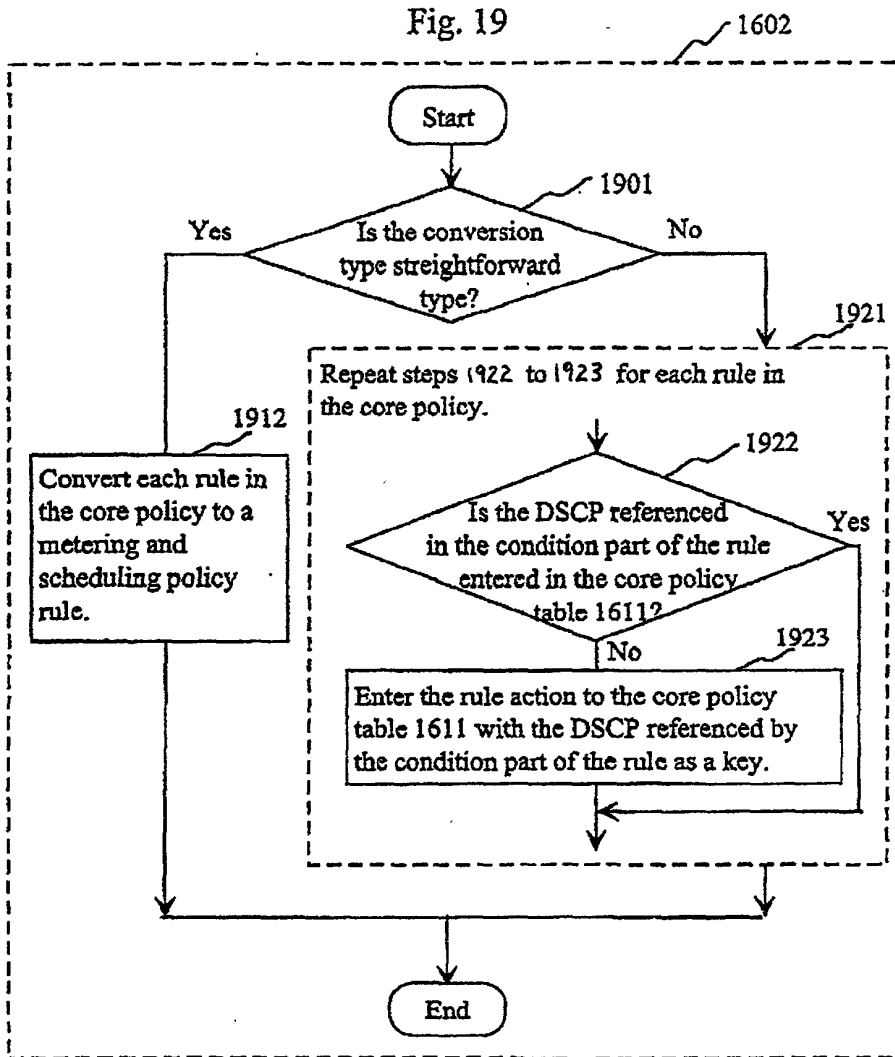 Fig. 19
1602
Start
1901
Yes
Is the conversion
type streightforward
type?
No
1921
Repeat steps 1922 to 1923 for each rule in
the core policy.
1912
Convert each rule in
the core policy to a
metering and
scheduling policy
rule.
1922
Is the DSCP referenced
in the condition part of the rule
entered in the core policy
table 1611?
Yes
No
1923
Enter the rule action to the core policy
table 1611 with the DSCP referenced by
the condition part of the rule as a key.
End